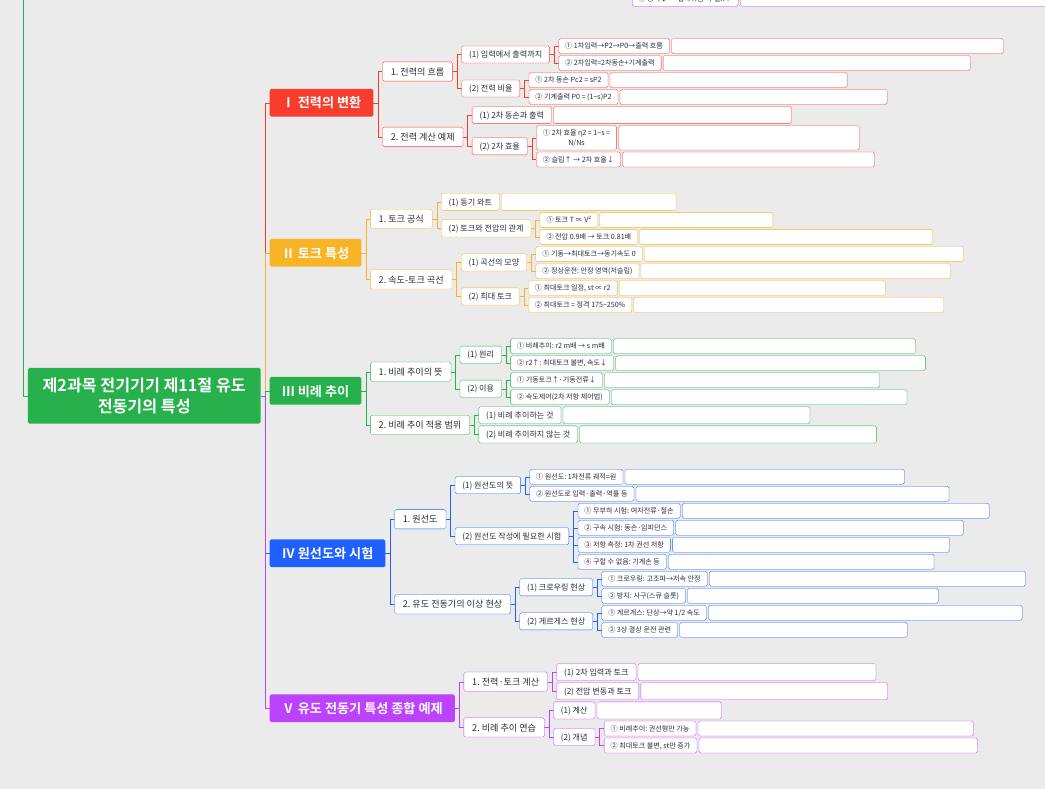 Ⅰ 전력의 변환
1. 전력의 흐름
(1) 입력에서 출력까지
① 1차입력→P2→P0→출력 흐름
② 2차입력=2차동손+기계출력
(2) 전력 비율
① 2차 동손 Pc2 = sP2
② 기계출력 P0 = (1−s)P2
2. 전력 계산 예제
(1) 2차 동손과 출력
(2) 2차 효율
① 2차 효율 η2 = 1−s =
N/Ns
② 슬립↑ → 2차 효율↓
Ⅱ 토크 특성
1. 토크 공식
(1) 동기 와트
(2) 토크와 전압의 관계
① 토크 T ∝ V²
② 전압 0.9배 → 토크 0.81배
2. 속도-토크 곡선
(1) 곡선의 모양
① 기동→최대토크→동기속도 0
② 정상운전: 안정 영역(저슬립)
(2) 최대 토크
① 최대토크 일정, st ∝ r2
② 최대토크 = 정격 175~250%
제2과목 전기기기 제11절 유도
전동기의 특성
Ⅲ 비례 추이
1. 비례 추이의 뜻
(1) 원리
① 비례추이: r2 m배 → s m배
② r2↑: 최대토크 불변, 속도↓
(2) 이용
① 기동토크↑·기동전류↓
② 속도제어(2차 저항 제어법)
2. 비례 추이 적용 범위
(1) 비례 추이하는 것
(2) 비례 추이하지 않는 것
Ⅳ 원선도와 시험
1. 원선도
(1) 원선도의 뜻
① 원선도: 1차전류 궤적=원
② 원선도로 입력·출력·역률 등
(2) 원선도 작성에 필요한 시험
① 무부하 시험: 여자전류·철손
② 구속 시험: 동손·임피던스
③ 저항 측정: 1차 권선 저항
④ 구할 수 없음: 기계손 등
2. 유도 전동기의 이상 현상
(1) 크로우링 현상
① 크로우링: 고조파→저속 안정
② 방지: 사구(스큐 슬롯)
(2) 게르게스 현상
① 게르게스: 단상→약 1/2 속도
② 3상 결상 운전 관련
Ⅴ 유도 전동기 특성 종합 예제
1. 전력·토크 계산
(1) 2차 입력과 토크
(2) 전압 변동과 토크
2. 비례 추이 연습
(1) 계산
(2) 개념
① 비례추이: 권선형만 가능
② 최대토크 불변, st만 증가